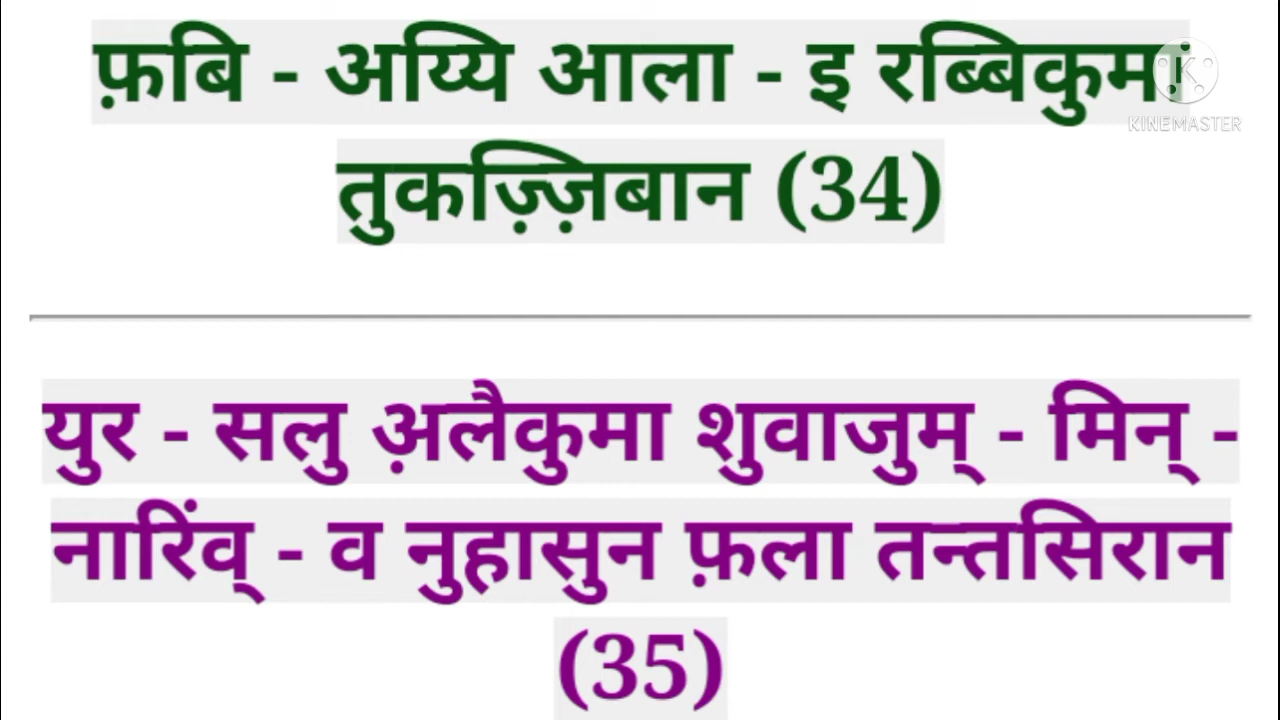 फ़बि - अय्यि आला - इ रब्बिकुमा
KINEMASTER
तुकज़्ज़िबान (34)
युर - सलु अ़लैकुमा शुवाजुम् - मिन् -
नारिंव् - व नुहासुन फ़ला तन्तसिरान
(35)